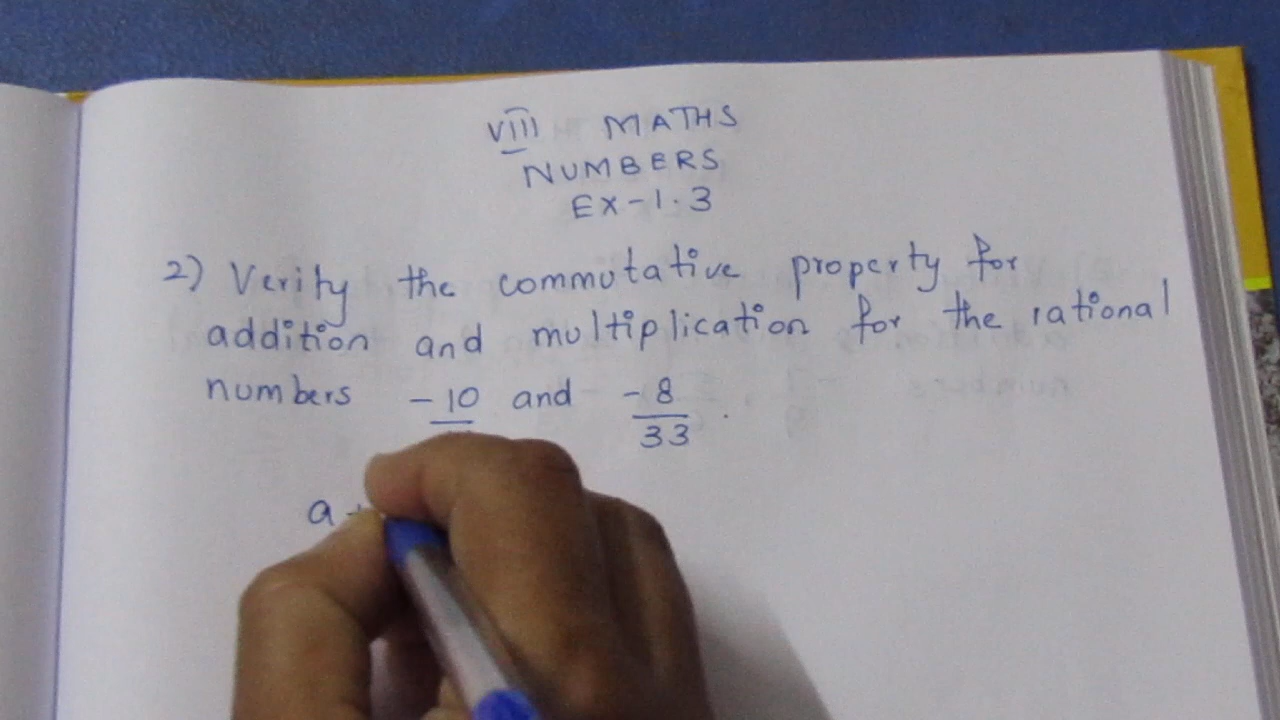 VIII MATHS
NUMBERS
EX-1.3
2) Verify the commutative property for
addition and multiplication for the rational
numbers -10 and -8/33.
a +